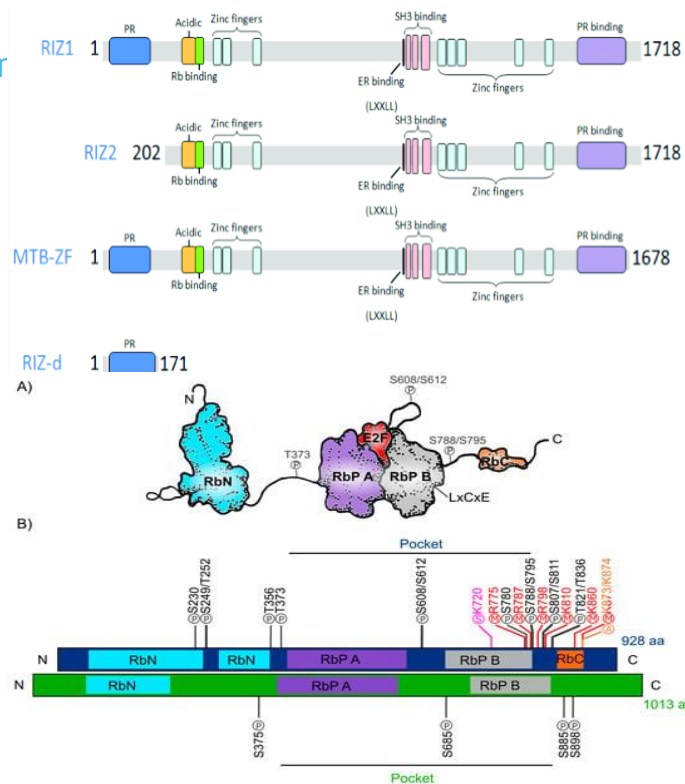 PR
Acidic
Zinc fingers
SH3 binding
PR binding
RIZ1 1 1718
Rb binding
ER binding
(LXXLL)
Zinc fingers
Acidic
Zinc fingers
SH3 binding
PR binding
RIZ2 202 1718
Rb binding
ER binding
(LXXLL)
Zinc fingers
PR
Acidic
Zinc fingers
SH3 binding
PR binding
MTB-ZF 1 1678
Rb binding
ER binding
(LXXLL)
Zinc fingers
PR
RIZ-d 1 171
A)
S608/S612
N
E2F
T373
S788/S795
C
RbN
RbP A
RbP B
RbC
LxCxE
B)
Pocket
S230
S249/T252
T356
T373
S608/S612
K720
R775
S780
R787
S788/S795
R798
S807/S811
K810
T821/T836
K860
K873/K874
928 aa
N RbN RbN RbP A RbP B RbC C
N RbN RbP A RbP B C
1013 a
S375
S685
S885
S898
Pocket